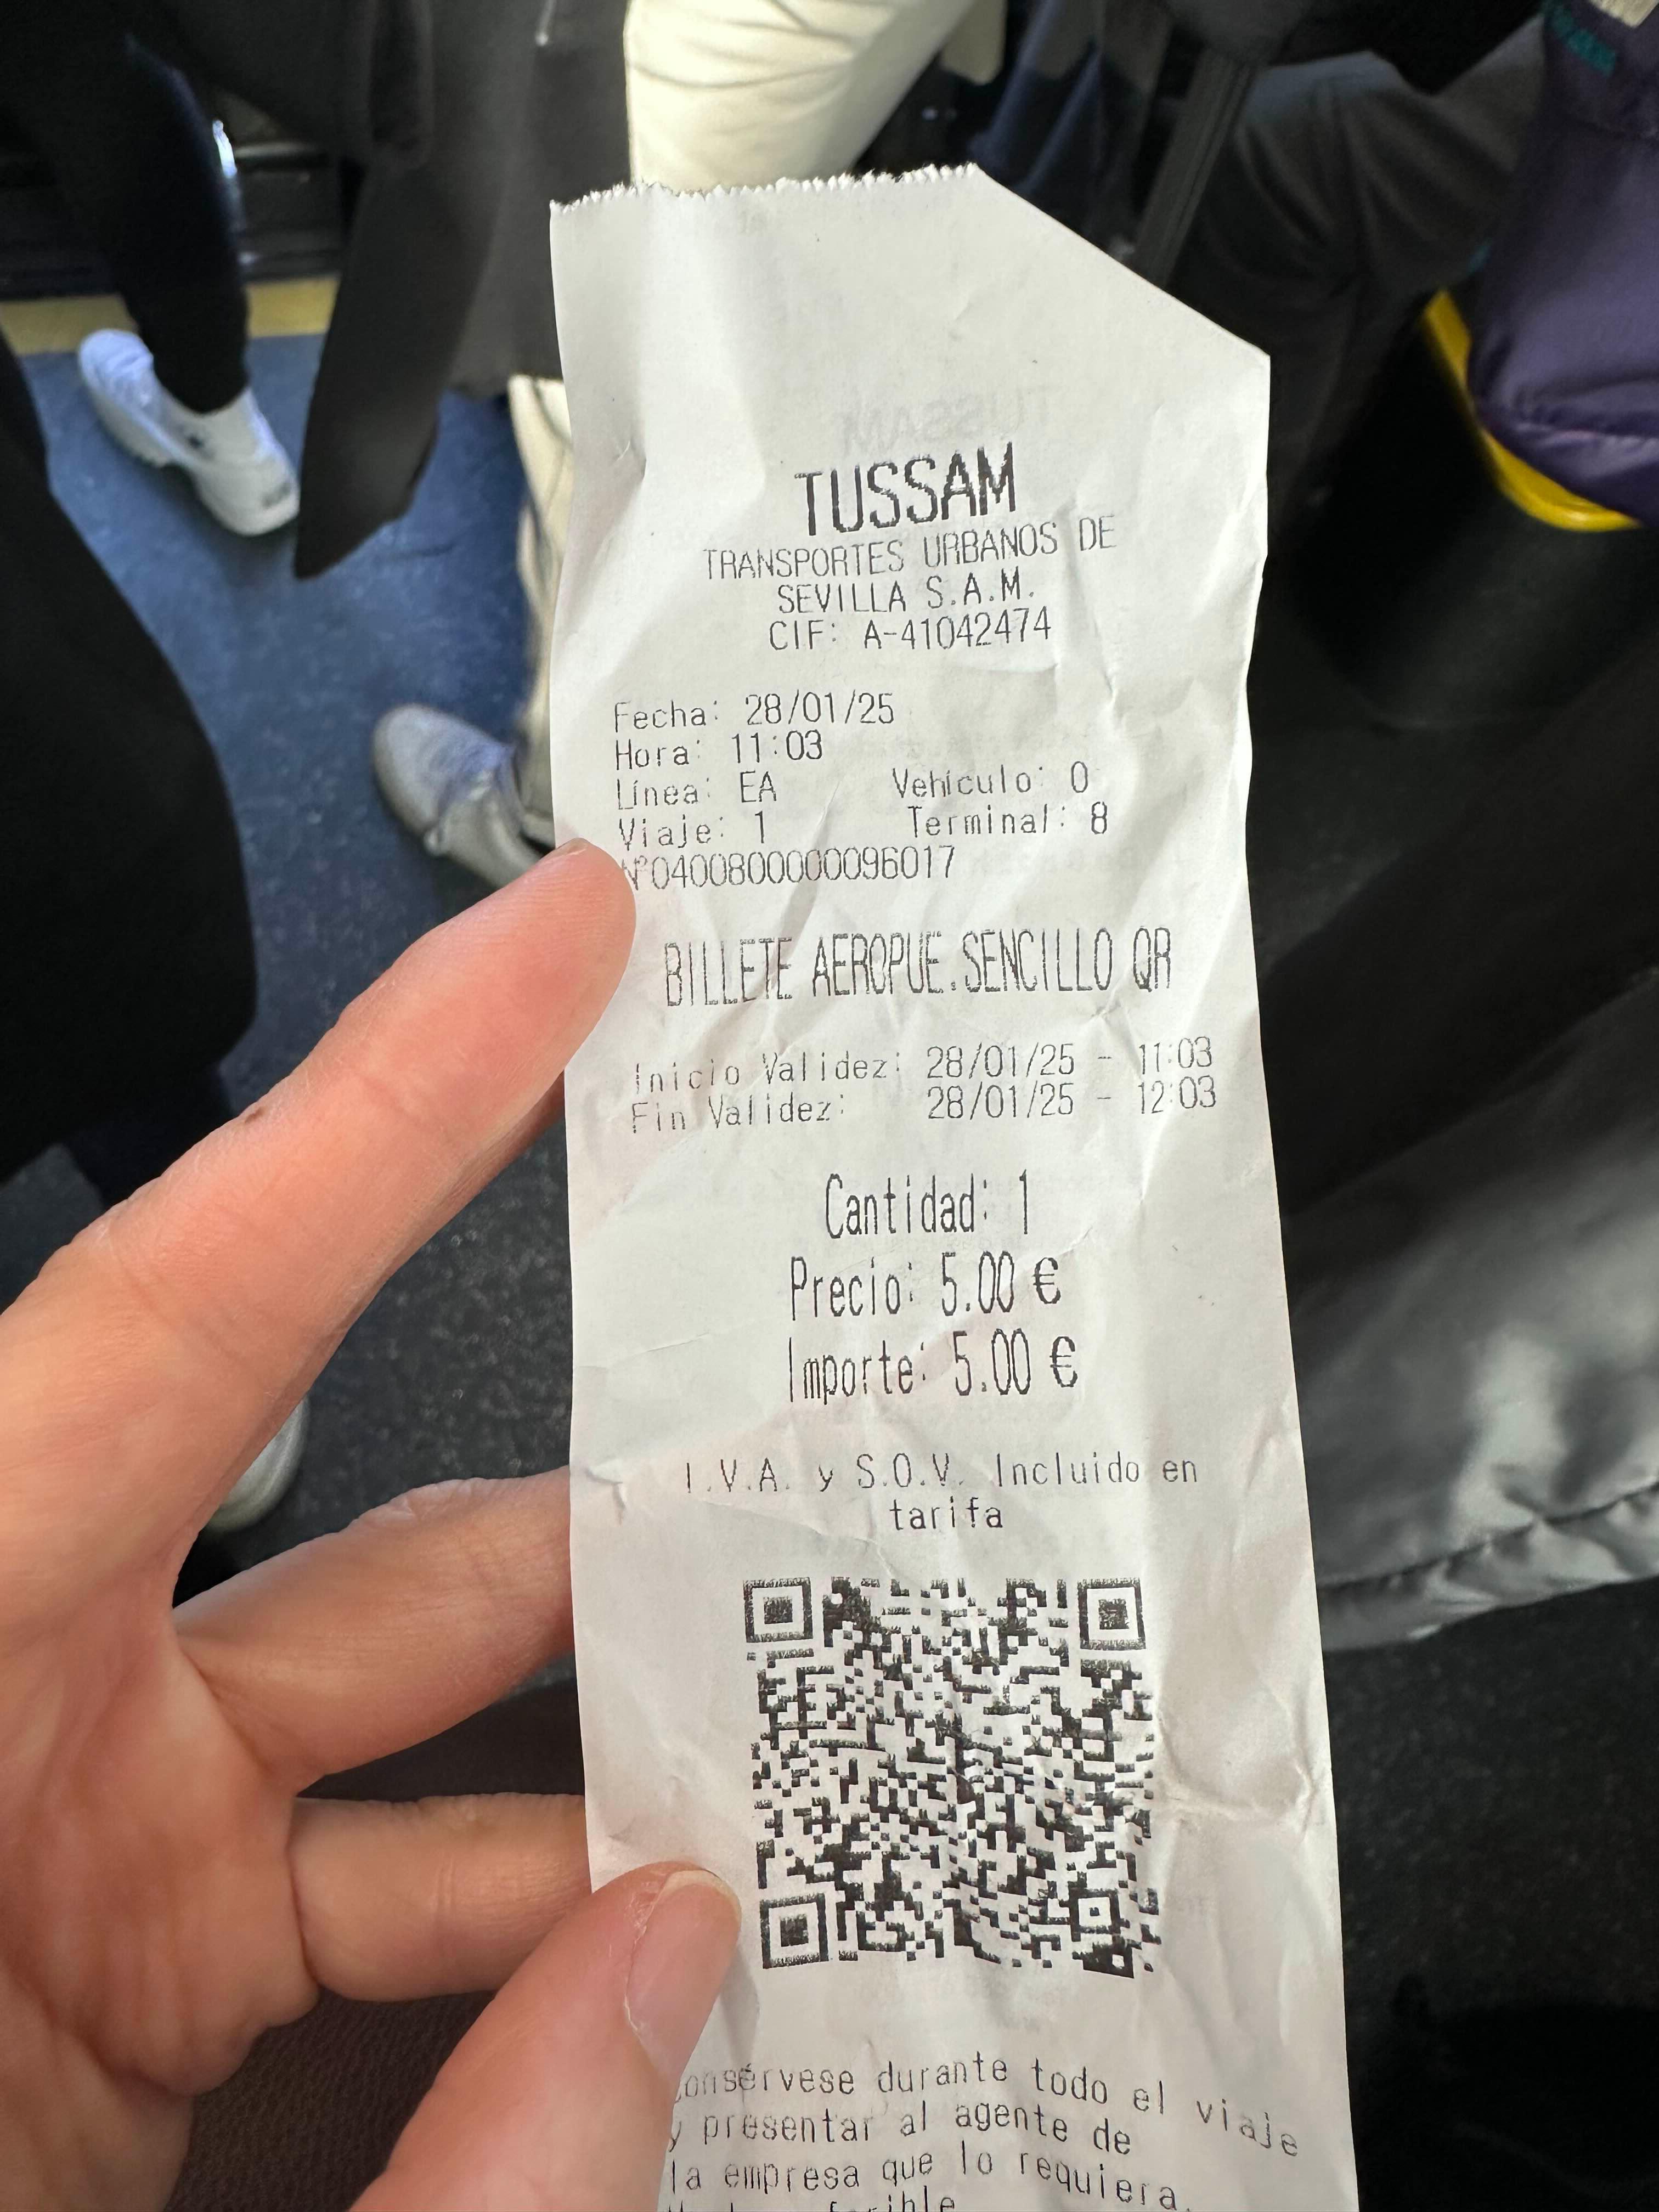 TUSSAM
TRANSPORTES URBANOS DE
SEVILLA S.A.M.
CIF: A-41042474
Fecha: 28/01/25
Hora: 11:03
Línea: EA Vehículo: 0
Viaje: 1 Terminal: 8
Nº0400800000096017
BILLETE AEROPUE.SENCILLO QR
Inicio Validez: 28/01/25 - 11:03
Fin Validez: 28/01/25 - 12:03
Cantidad: 1
Precio: 5.00 €
Importe: 5.00 €
I.V.A. y S.O.V. Incluido en
tarifa
consérvese durante todo el viaje
y presentar al agente de
la empresa que lo requiera.